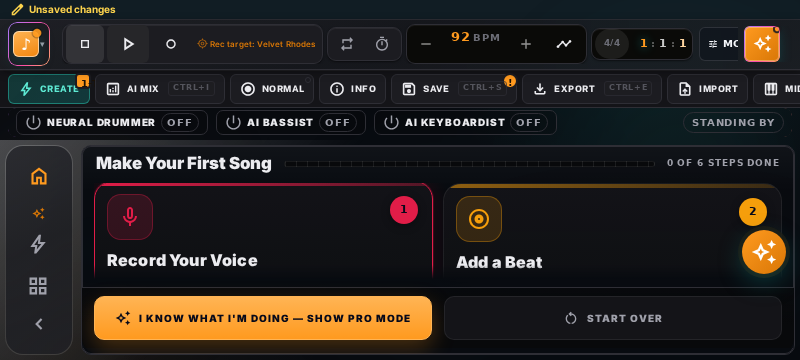 Unsaved changes
Rec target: Velvet Rhodes
92 BPM
4/4
1 : 1 : 1
CREATE
AI MIX CTRL+I
NORMAL
INFO
SAVE CTRL+S
EXPORT CTRL+E
IMPORT
NEURAL DRUMMER OFF
AI BASSIST OFF
AI KEYBOARDIST OFF
STANDING BY
Make Your First Song
0 OF 6 STEPS DONE
1
Record Your Voice
2
Add a Beat
I KNOW WHAT I'M DOING — SHOW PRO MODE
START OVER